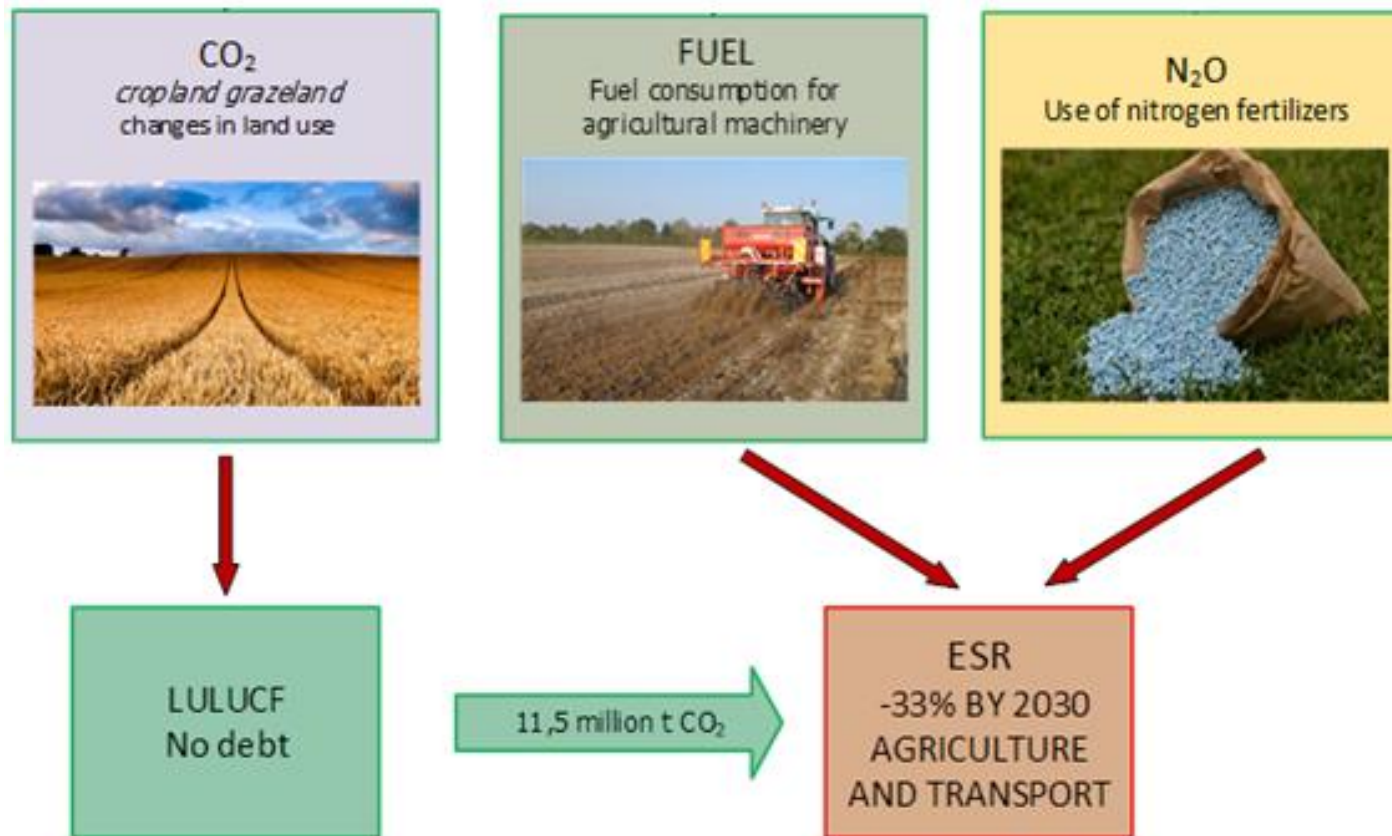 CO₂
cropland grazeland
changes in land use
FUEL
Fuel consumption for
agricultural machinery
N₂O
Use of nitrogen fertilizers
LULUCF
No debt
11,5 million t CO₂
ESR
-33% BY 2030
AGRICULTURE
AND TRANSPORT